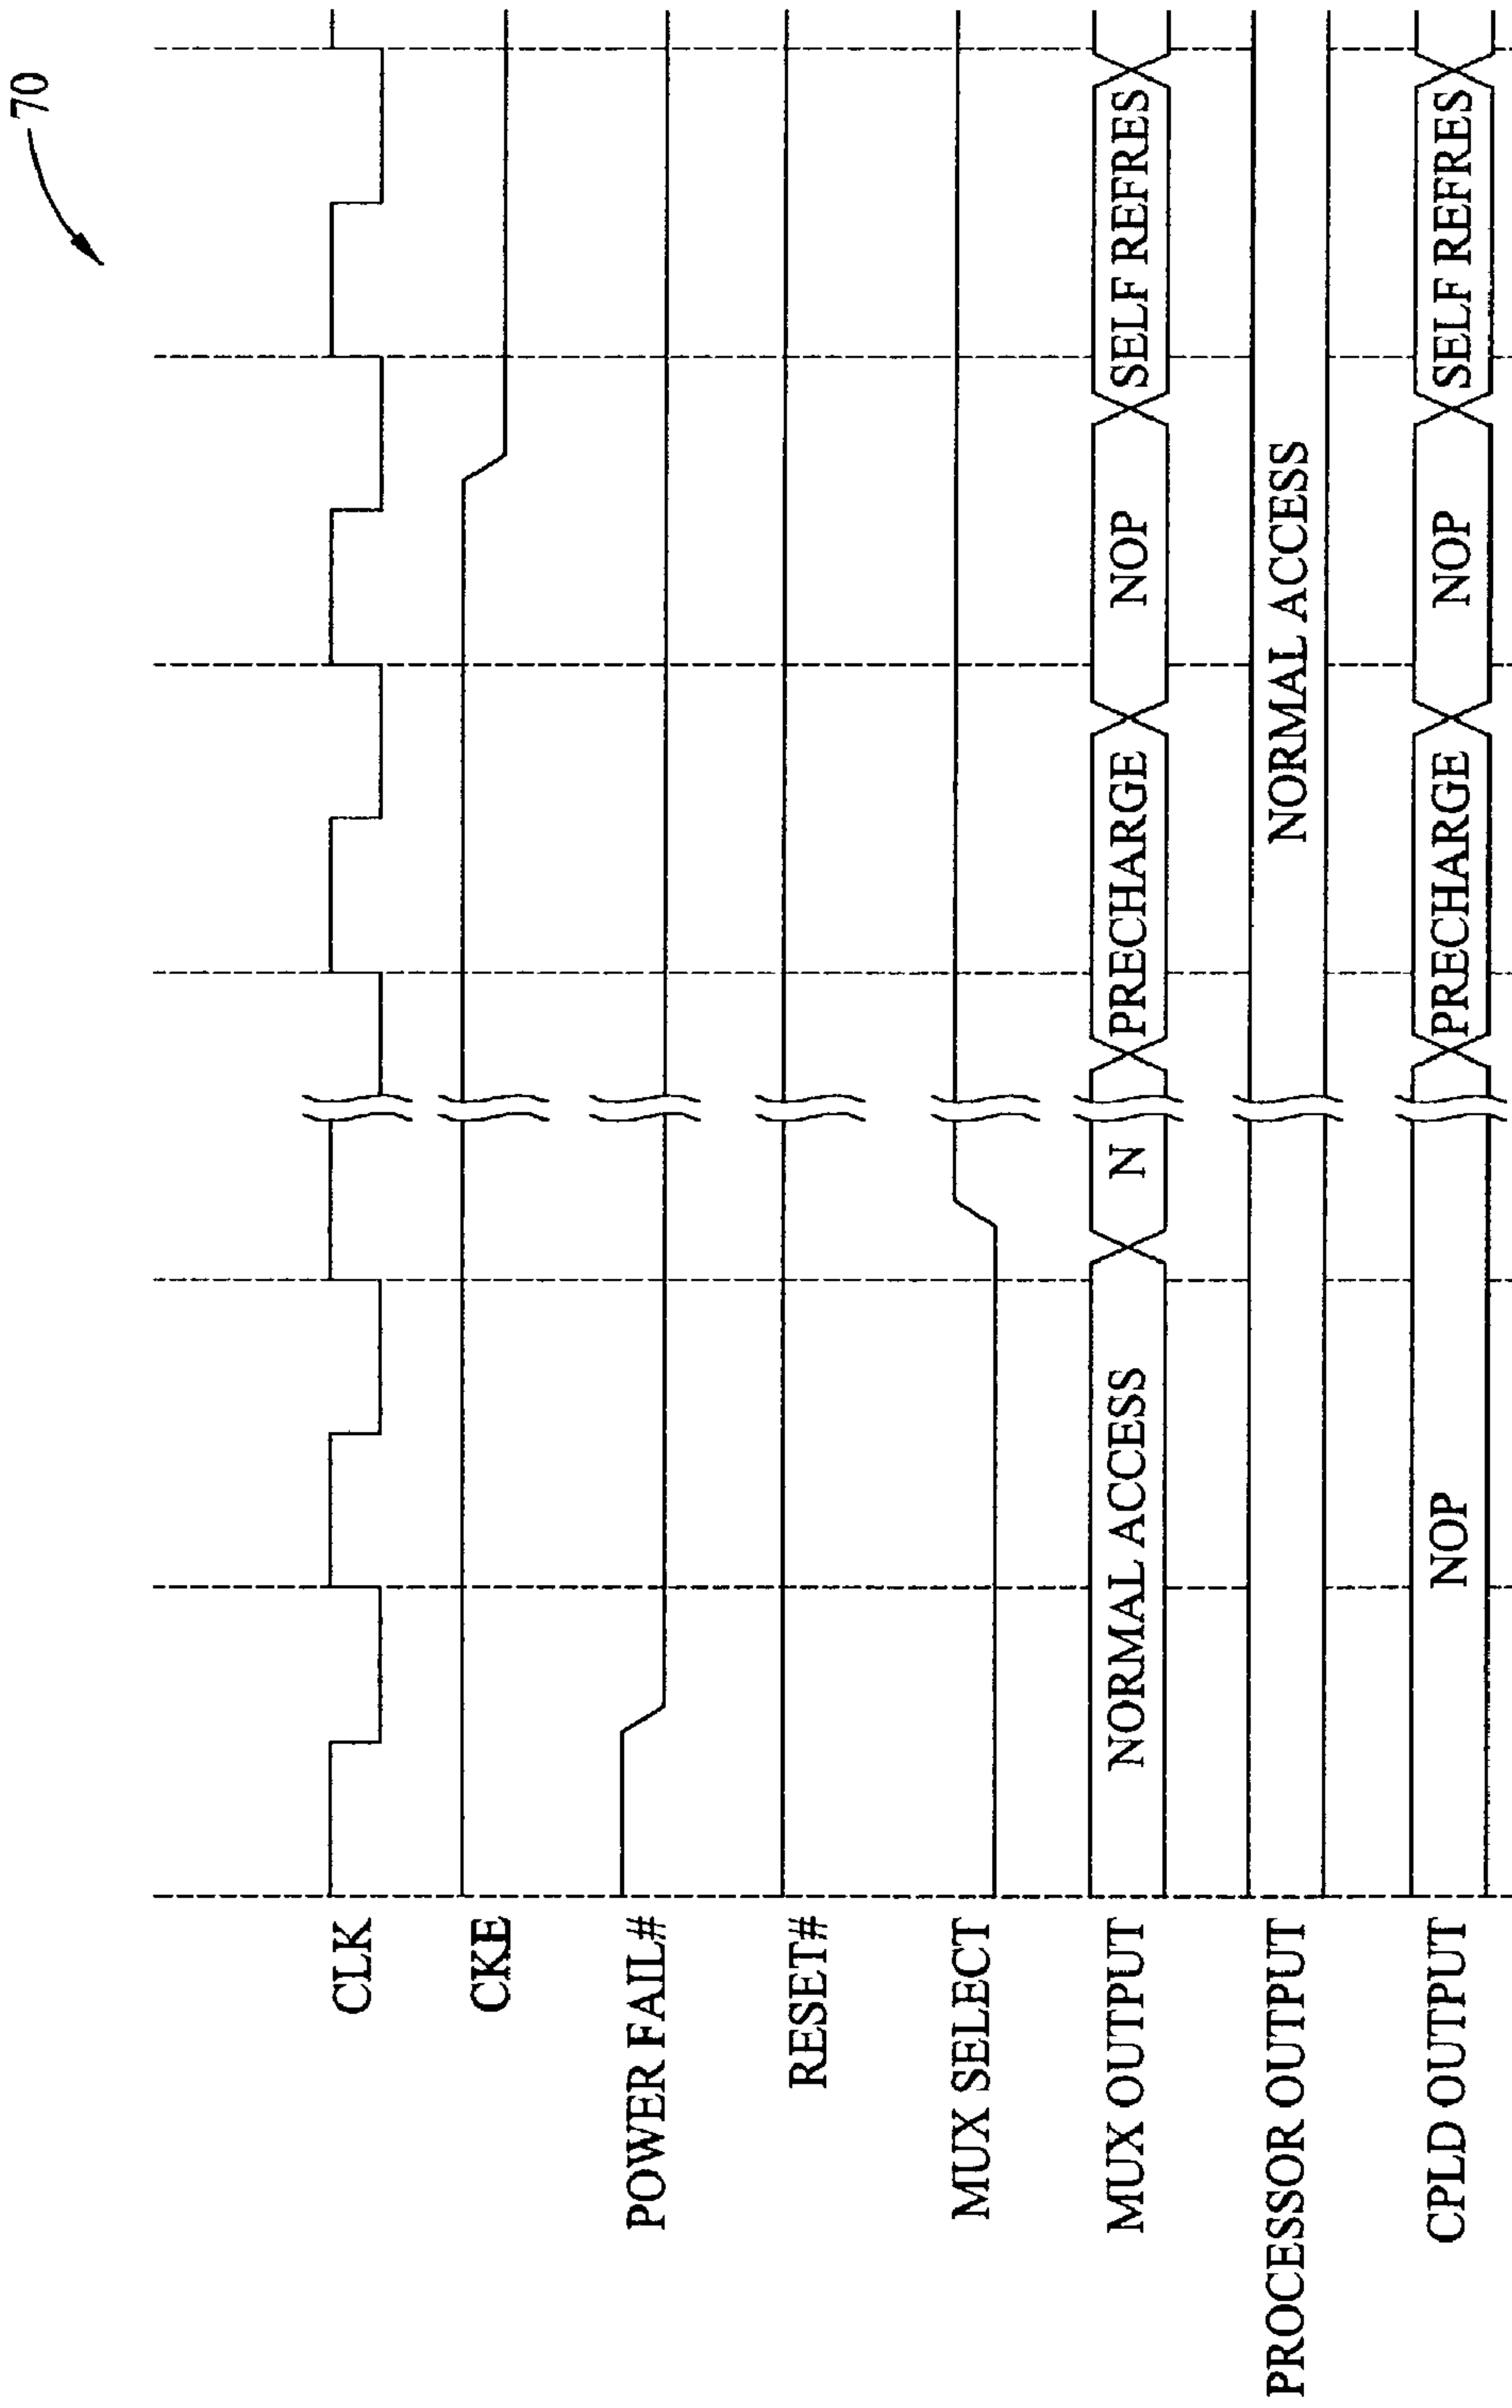 70
CLK
CKE
POWER FAIL#
RESET#
MUX SELECT
MUX OUTPUT
NORMAL ACCESS
N
PRECHARGE
NOP
SELF REFRES
PROCESSOR OUTPUT
NORMAL ACCESS
CPLD OUTPUT
NOP
PRECHARGE
NOP
SELF REFRES